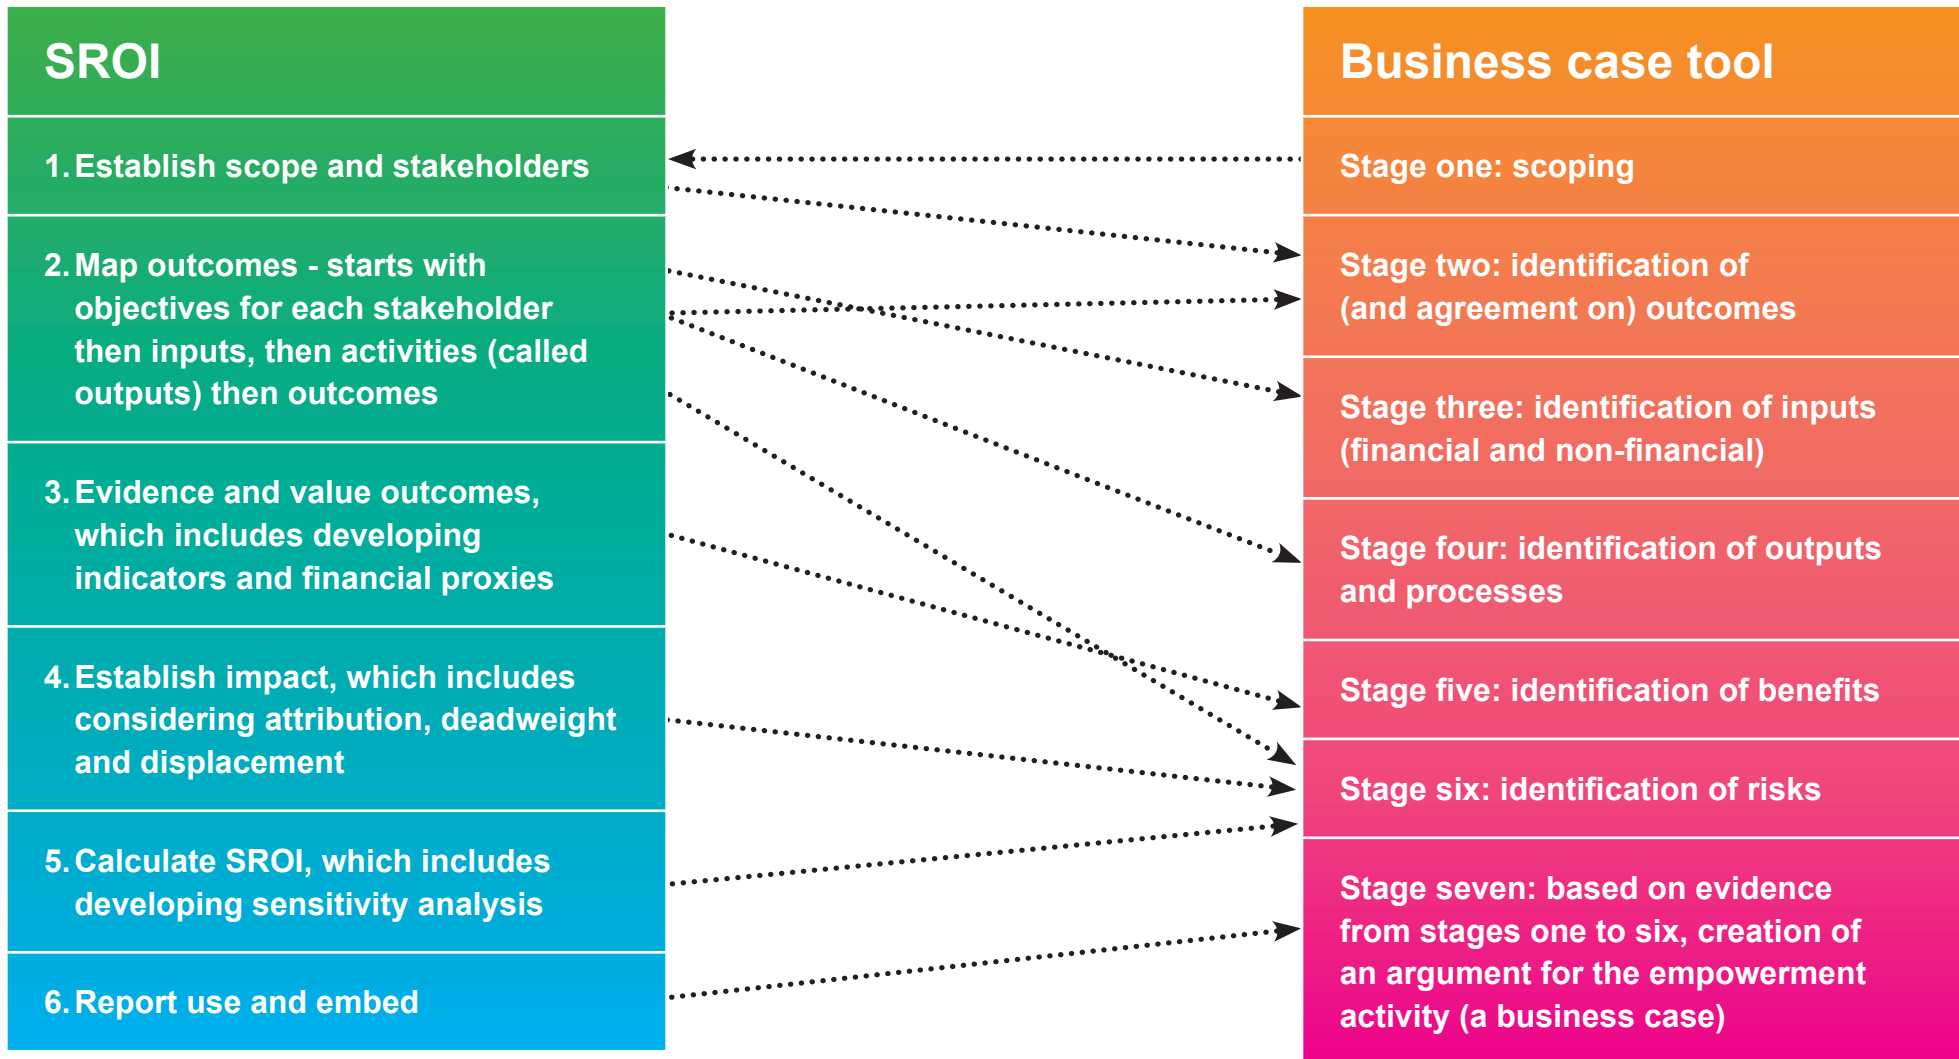 SROI
1. Establish scope and stakeholders
2. Map outcomes - starts with
objectives for each stakeholder
then inputs, then activities (called
outputs) then outcomes
3. Evidence and value outcomes,
which includes developing
indicators and financial proxies
4. Establish impact, which includes
considering attribution, deadweight
and displacement
5. Calculate SROI, which includes
developing sensitivity analysis
6. Report use and embed
Business case tool
Stage one: scoping
Stage two: identification of
(and agreement on) outcomes
Stage three: identification of inputs
(financial and non-financial)
Stage four: identification of outputs
and processes
Stage five: identification of benefits
Stage six: identification of risks
Stage seven: based on evidence
from stages one to six, creation of
an argument for the empowerment
activity (a business case)